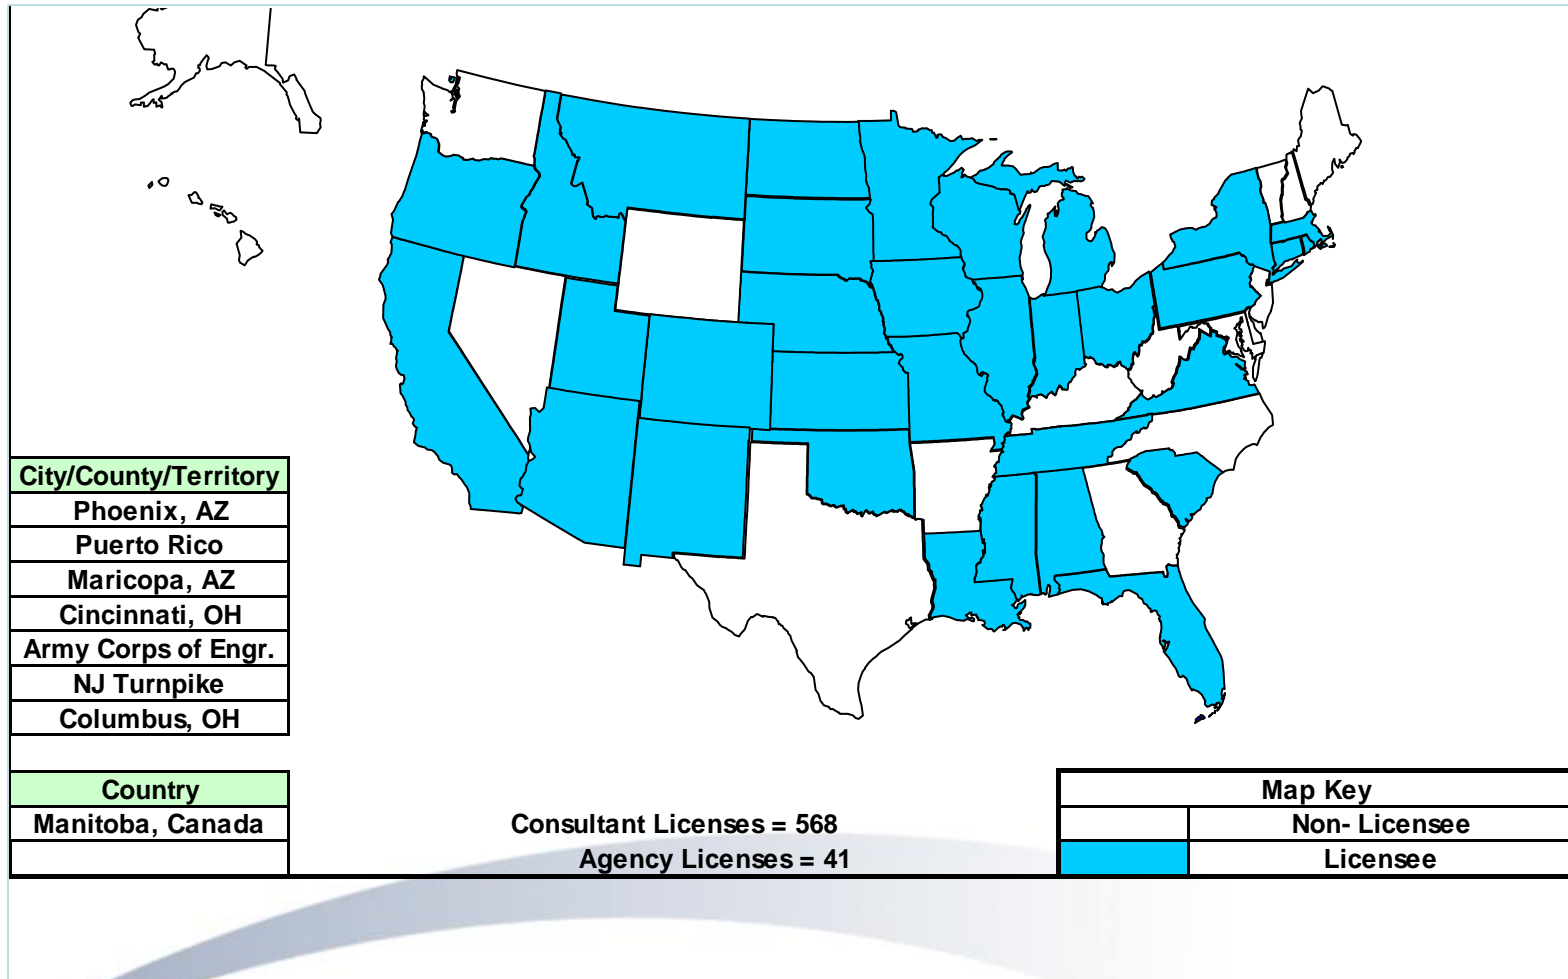 City/County/Territory
Phoenix, AZ
Puerto Rico
Maricopa, AZ
Cincinnati, OH
Army Corps of Engr.
NJ Turnpike
Columbus, OH
Country
Manitoba, Canada
Consultant Licenses = 568
Agency Licenses = 41
Map Key
Non- Licensee
Licensee